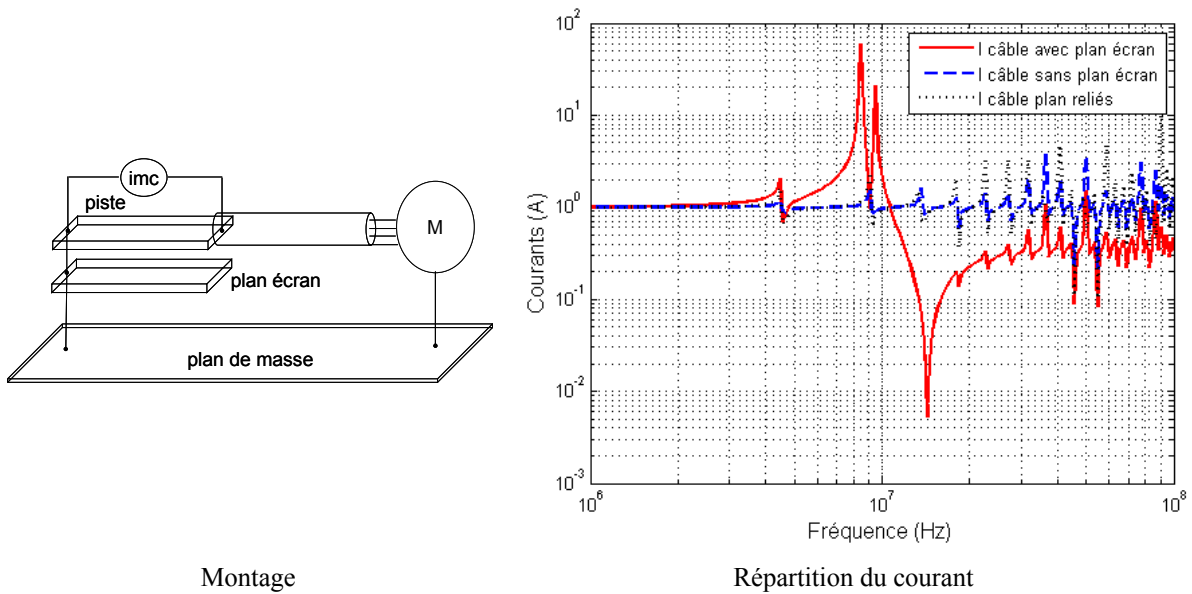 imc
piste
M
plan écran
plan de masse
Montage
10^2
10^1
10^0
10^-1
10^-2
10^-3
Courants (A)
I câble avec plan écran
I câble sans plan écran
I câble plan reliés
10^6
10^7
10^8
Fréquence (Hz)
Répartition du courant